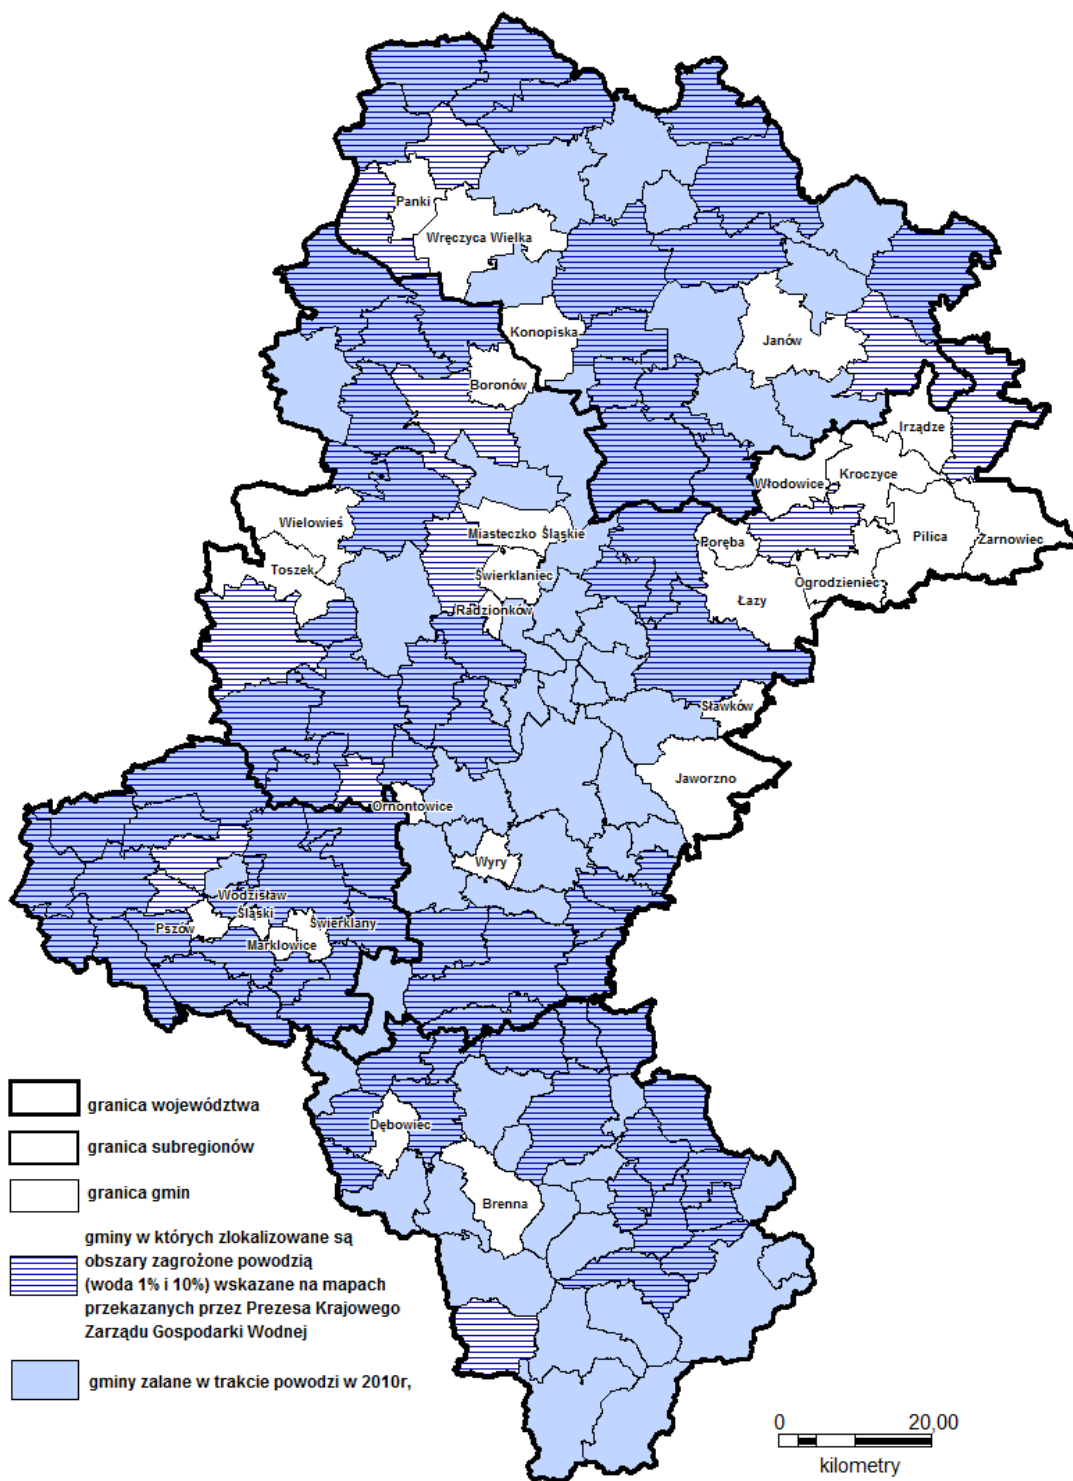 Panki
Wręczyca Wielka
Konopiska
Janów
Boronów
Irządze
Włodowice
Kroczyce
Wielowieś
Miasteczko Śląskie
Poręba
Pilica
Żarnowiec
Toszek
Świerklaniec
Ogrodzieniec
Łazy
Radzionków
Sławków
Jaworzno
Ornontowice
Wyry
Wodzisław
Śląski
Pszów
Świerklany
Marklowice
Dębowiec
Brenna
granica województwa
granica subregionów
granica gmin
gminy w których zlokalizowane są
obszary zagrożone powodzią
(woda 1% i 10%) wskazane na mapach
przekazanych przez Prezesa Krajowego
Zarządu Gospodarki Wodnej
gminy zalane w trakcie powodzi w 2010r,
0 20,00
kilometry